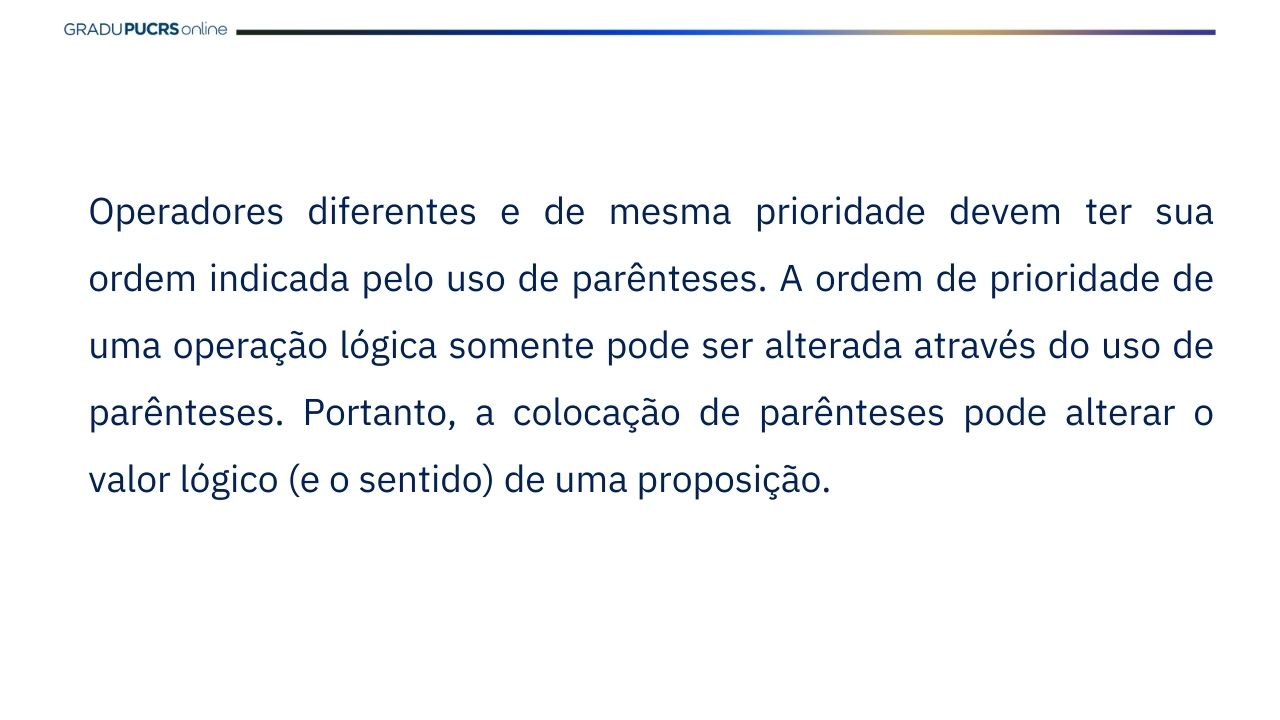 GRADUPUCRS online
Operadores diferentes e de mesma prioridade devem ter sua
ordem indicada pelo uso de parênteses. A ordem de prioridade de
uma operação lógica somente pode ser alterada através do uso de
parênteses. Portanto, a colocação de parênteses pode alterar o
valor lógico (e o sentido) de uma proposição.